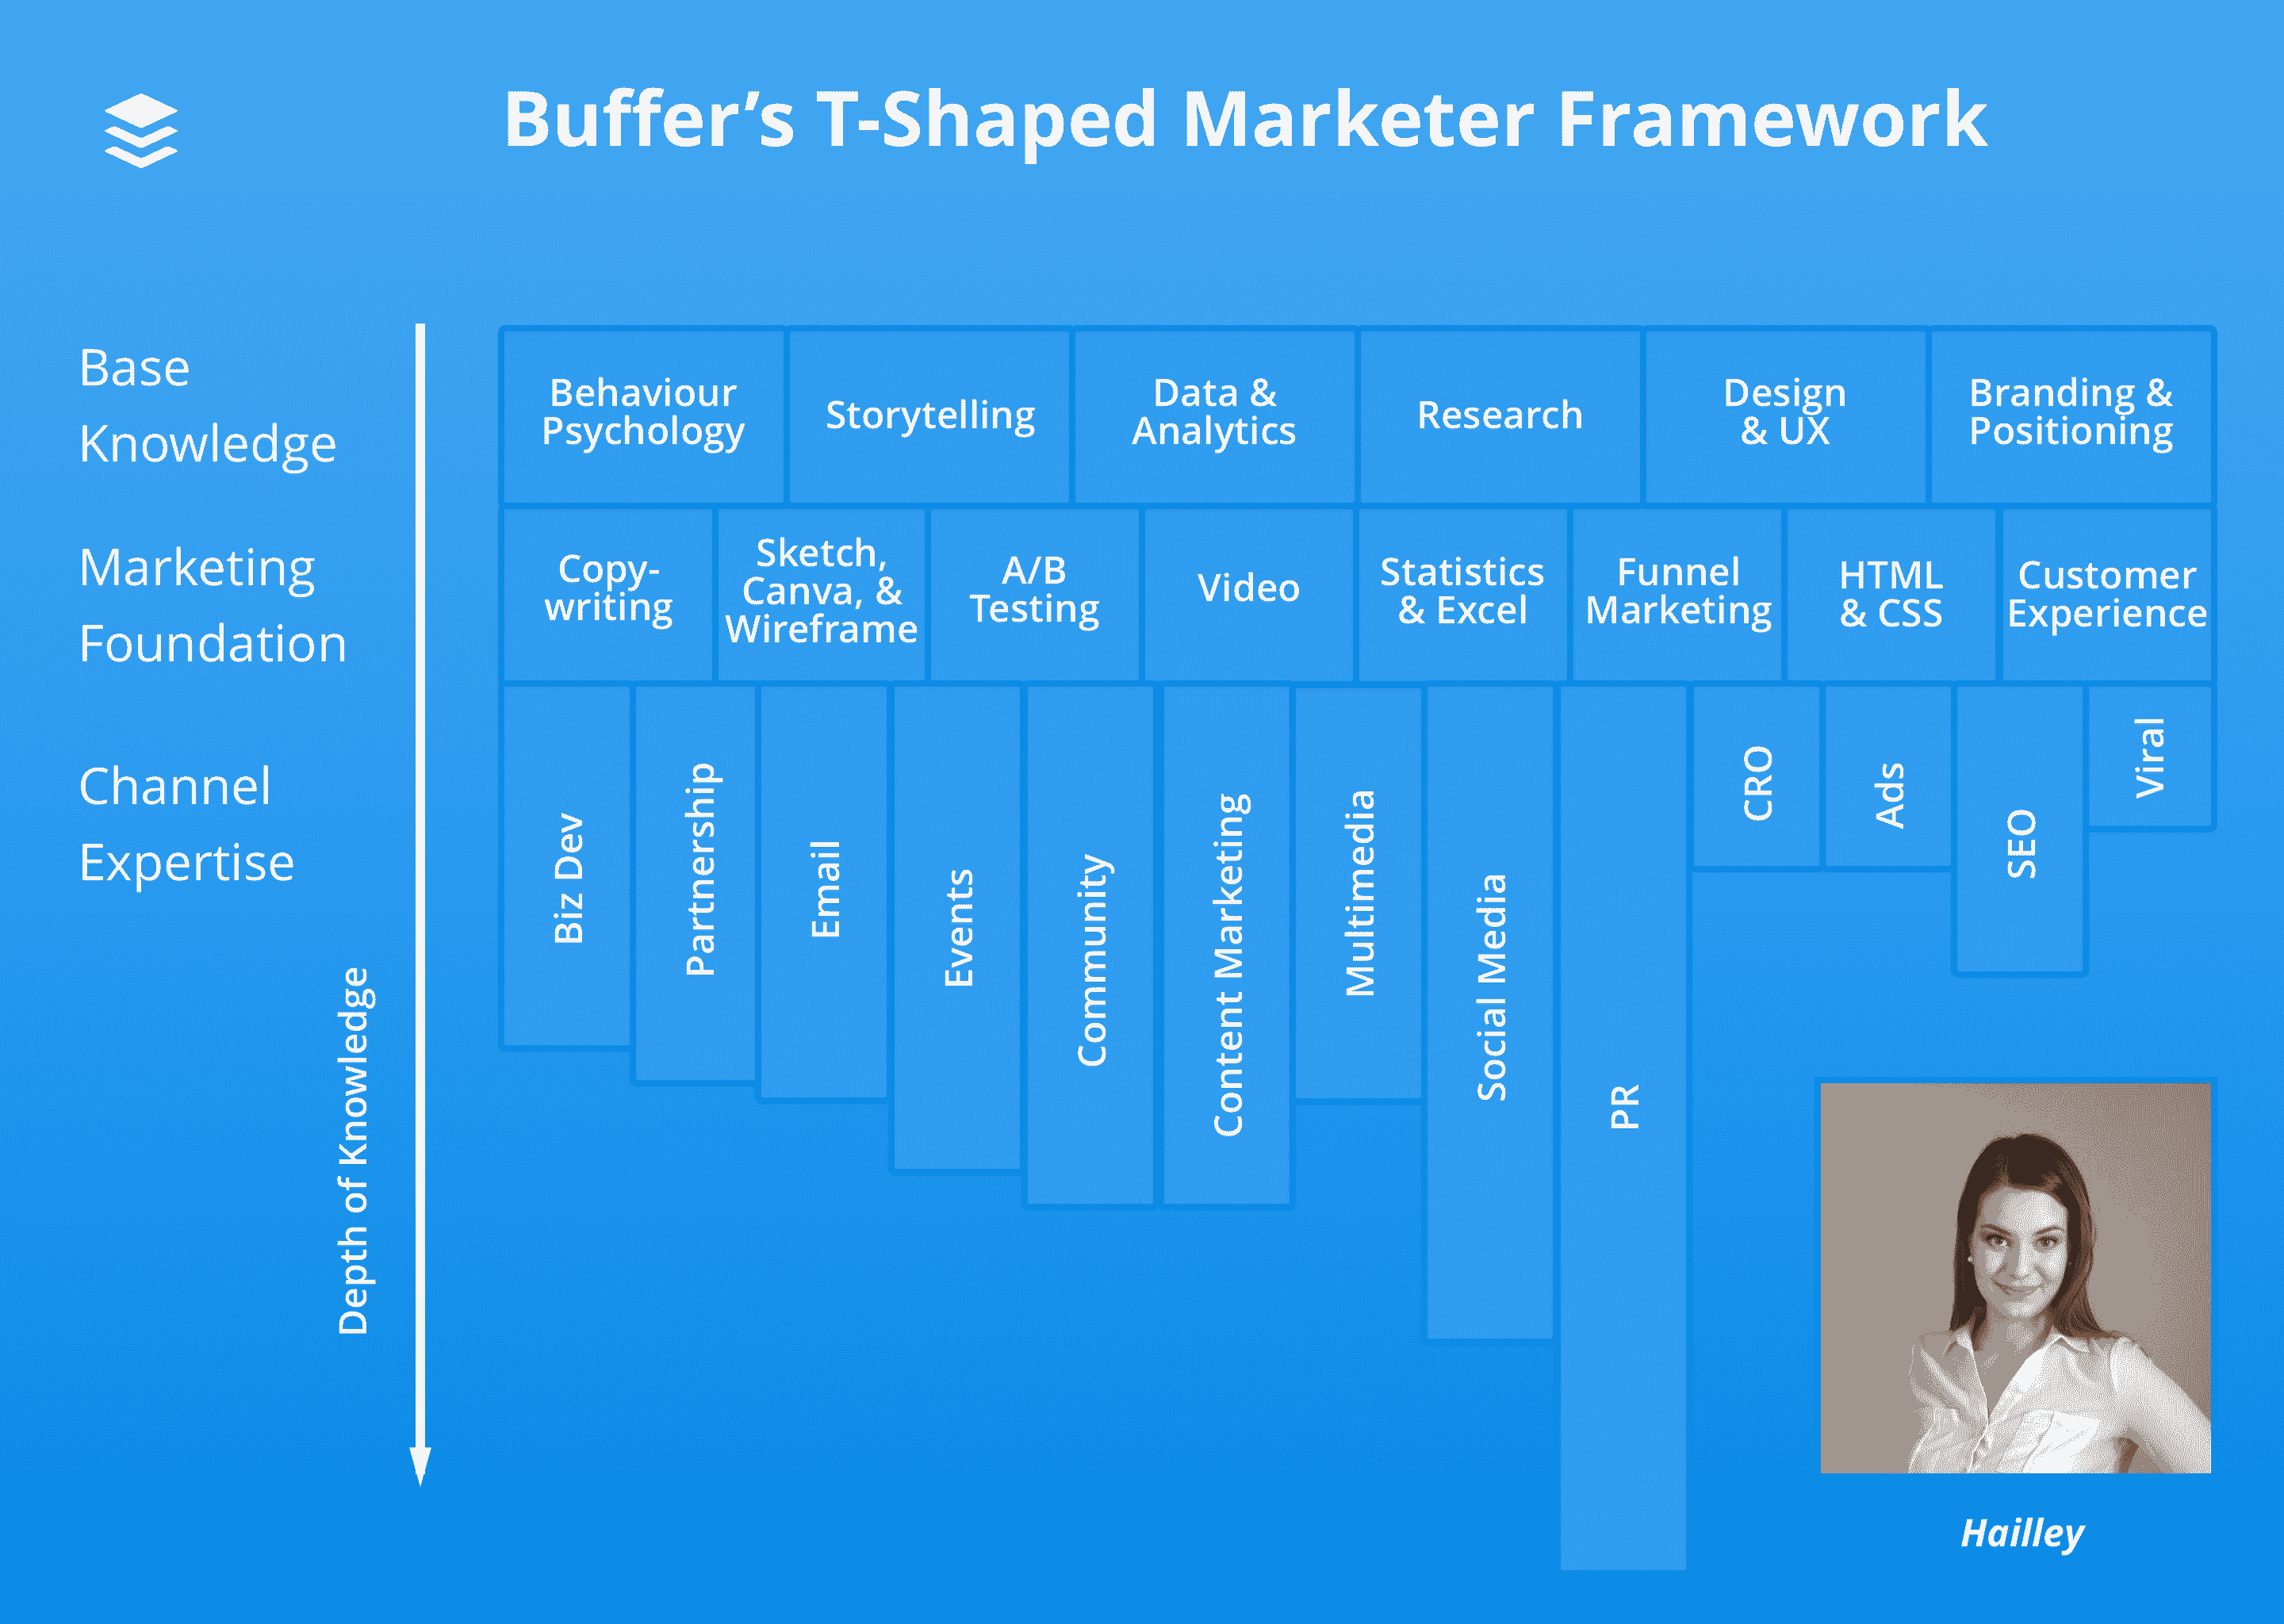 Buffer’s T-Shaped Marketer Framework
Base
Knowledge
Behaviour
Psychology
Storytelling
Data &
Analytics
Research
Design
& UX
Branding &
Positioning
Marketing
Foundation
Copy-
writing
Sketch,
Canva, &
Wireframe
A/B
Testing
Video
Statistics
& Excel
Funnel
Marketing
HTML
& CSS
Customer
Experience
Channel
Expertise
Biz Dev
Partnership
Email
Events
Community
Content Marketing
Multimedia
Social Media
PR
CRO
Ads
SEO
Viral
Depth of Knowledge
Hailley